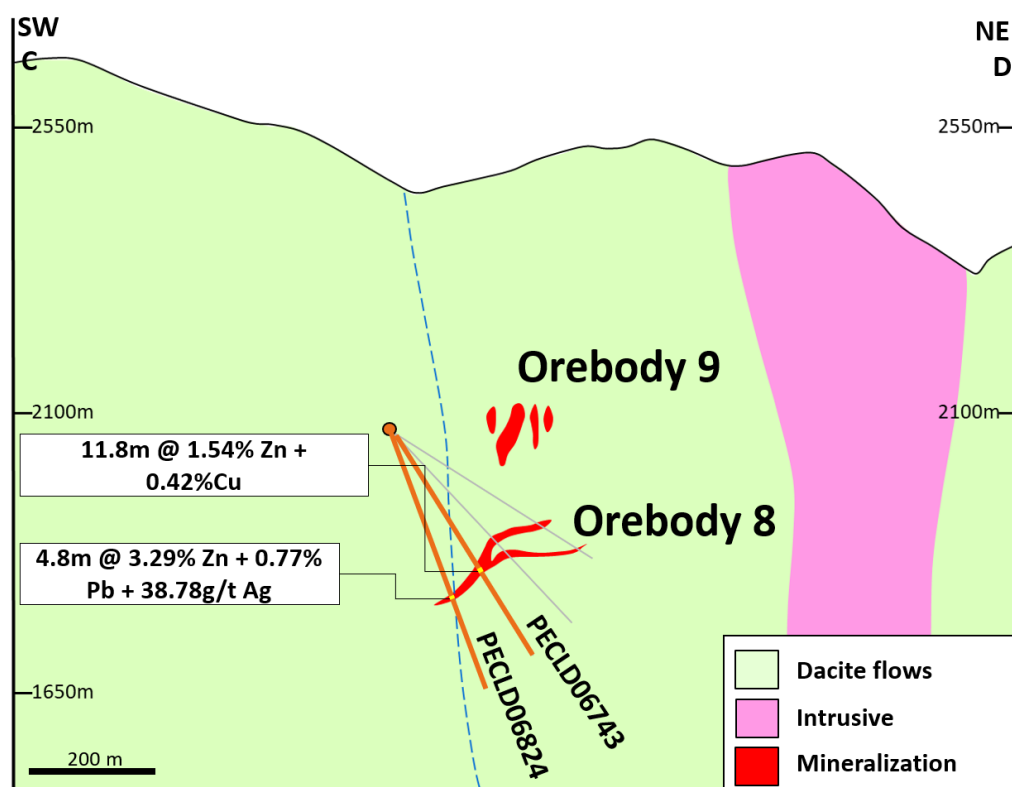 SW
C
NE
D
2550m
2550m
Orebody 9
2100m
2100m
11.8m @ 1.54% Zn +
0.42%Cu
Orebody 8
4.8m @ 3.29% Zn + 0.77%
Pb + 38.78g/t Ag
PECLD06824
PECLD06743
1650m
200 m
Dacite flows
Intrusive
Mineralization